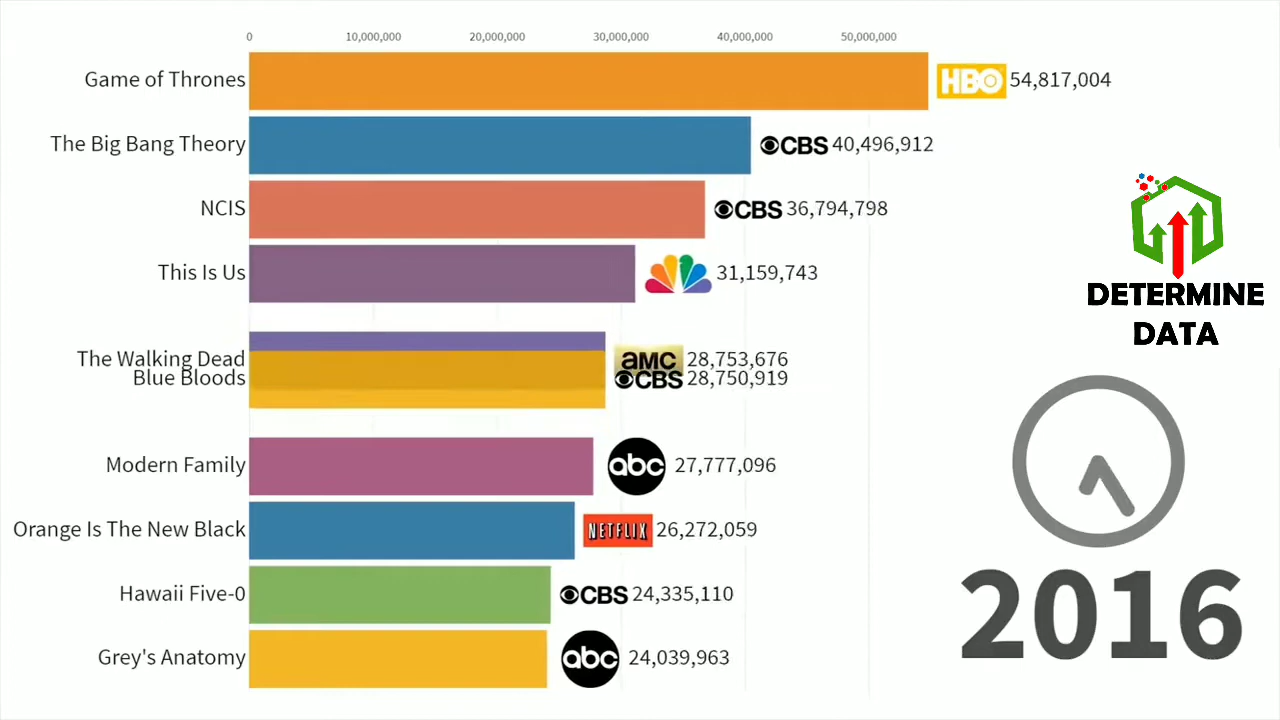 0 10,000,000 20,000,000 30,000,000 40,000,000 50,000,000
Game of Thrones HBO 54,817,004
The Big Bang Theory CBS 40,496,912
NCIS CBS 36,794,798
This Is Us 31,159,743
The Walking Dead amc 28,753,676
Blue Bloods CBS 28,750,919
Modern Family abc 27,777,096
Orange Is The New Black NETFLIX 26,272,059
Hawaii Five-0 CBS 24,335,110
Grey's Anatomy abc 24,039,963
DETERMINE
DATA
2016